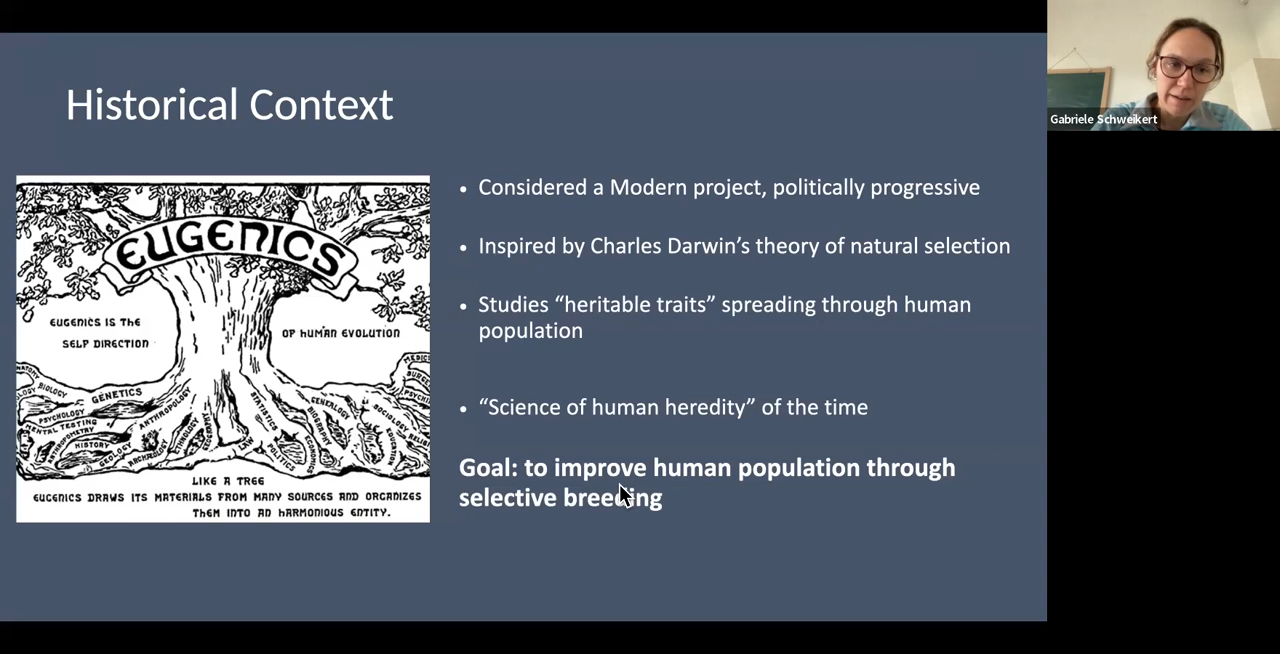 Historical Context
Gabriele Schweikert
EUGENICS
EUGENICS IS THE
SELF DIRECTION
OF HUMAN EVOLUTION
BIOLOGY
PSYCHOLOGY
GENETICS
MENTAL TESTING
ANTHROPOMETRY
HISTORY
GEOLOGY
ARCHAEOLOGY
ANTHROPOLOGY
ETHNOLOGY
LAW
STATISTICS
POLITICS
ECONOMICS
BIOGRAPHY
GENEALOGY
SOCIOLOGY
LIKE A TREE
EUGENICS DRAWS ITS MATERIALS FROM MANY SOURCES AND ORGANIZES
THEM INTO AN HARMONIOUS ENTITY.
• Considered a Modern project, politically progressive
• Inspired by Charles Darwin’s theory of natural selection
• Studies “heritable traits” spreading through human
population
• “Science of human heredity” of the time
Goal: to improve human population through
selective breeding